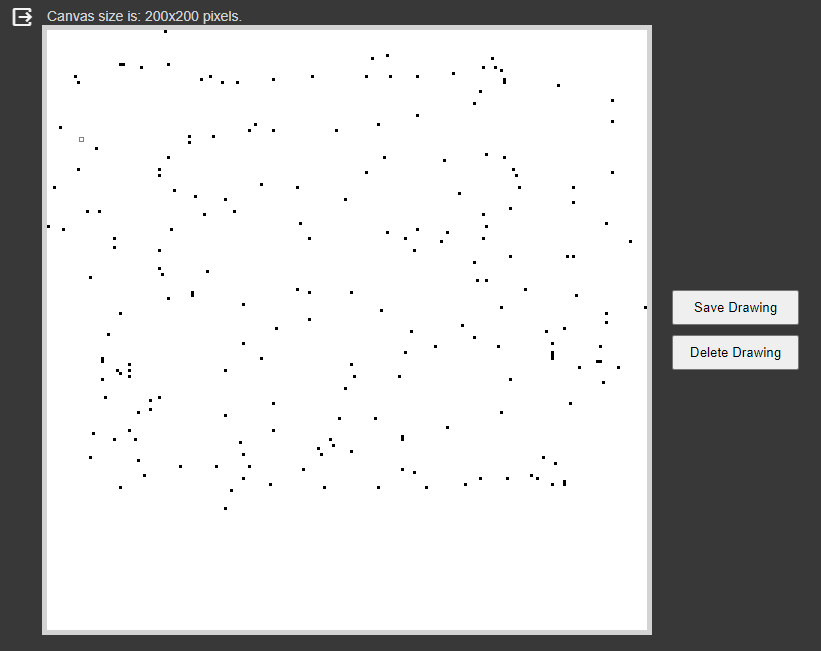 Canvas size is: 200x200 pixels.
Save Drawing
Delete Drawing